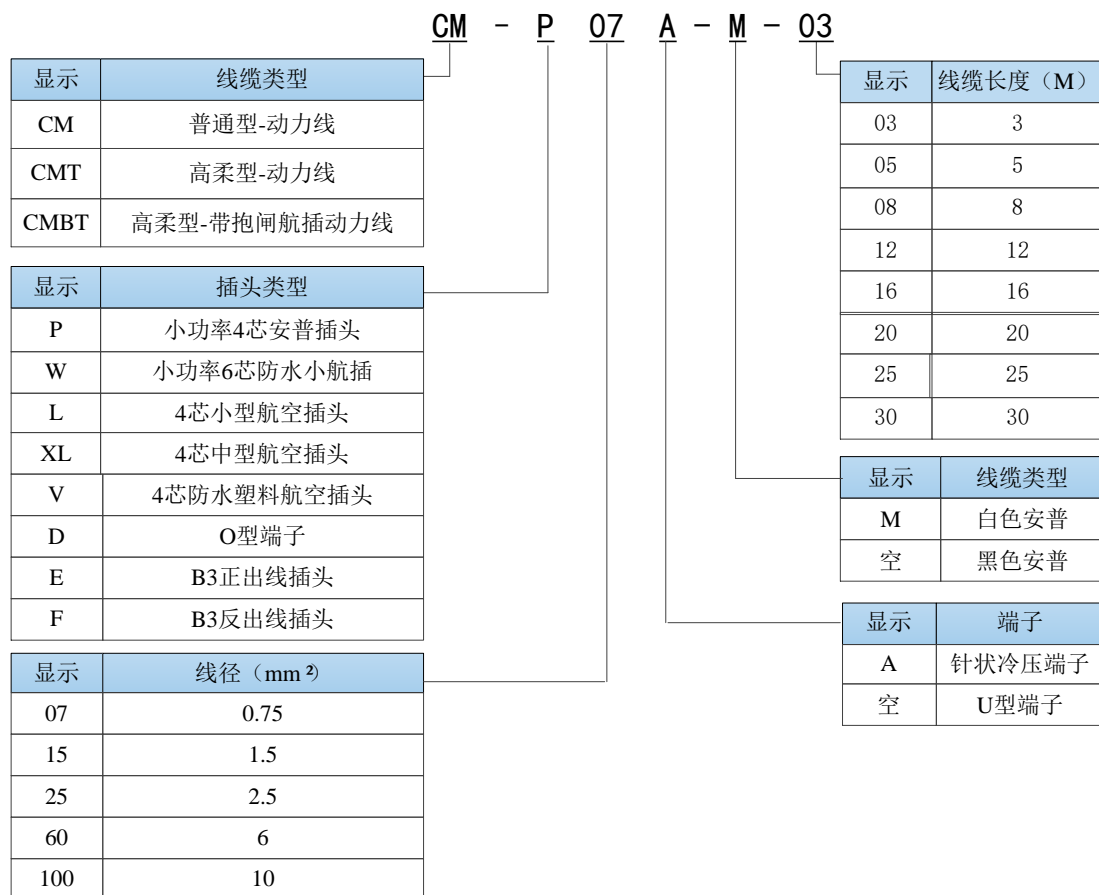 CM - P 07 A - M - 03
显示 线缆类型
CM 普通型-动力线
CMT 高柔型-动力线
CMBT 高柔型-带抱闸航插动力线
显示 插头类型
P 小功率4芯安普插头
W 小功率6芯防水小航插
L 4芯小型航空插头
XL 4芯中型航空插头
V 4芯防水塑料航空插头
D O型端子
E B3正出线插头
F B3反出线插头
显示 线径（mm²）
07 0.75
15 1.5
25 2.5
60 6
100 10
显示 线缆长度（M）
03 3
05 5
08 8
12 12
16 16
20 20
25 25
30 30
显示 线缆类型
M 白色安普
空 黑色安普
显示 端子
A 针状冷压端子
空 U型端子